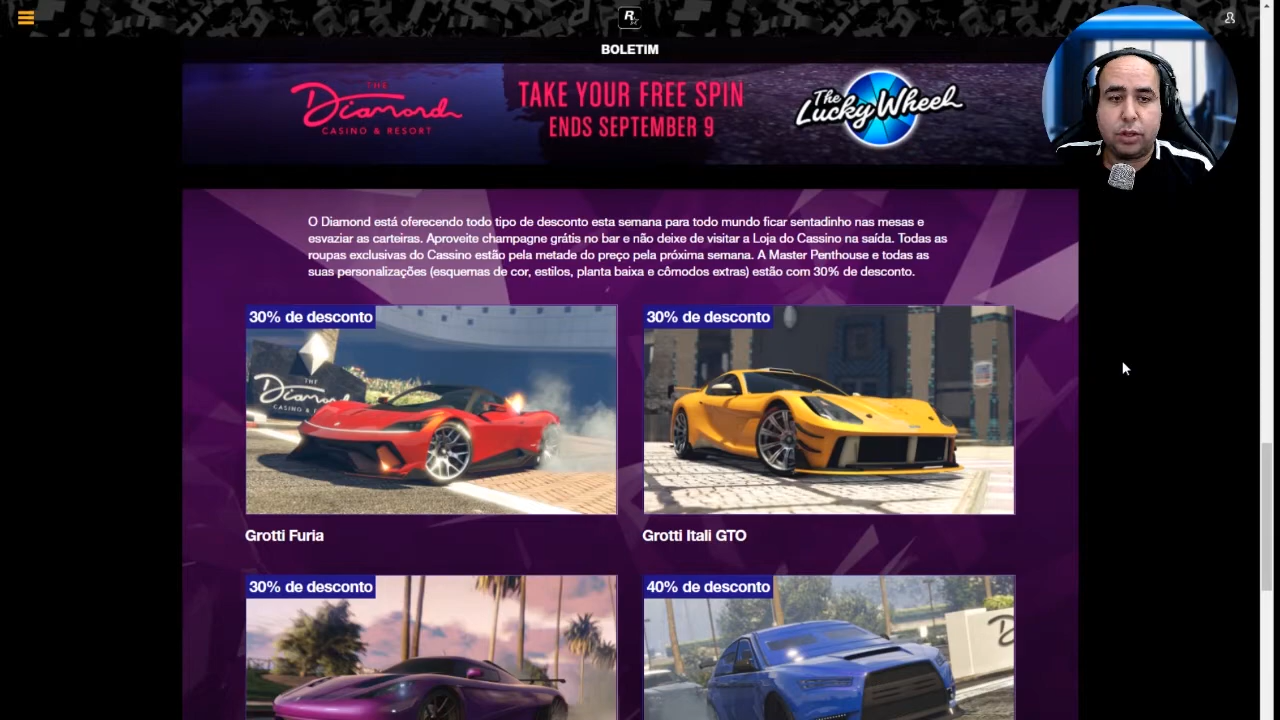 BOLETIM
THE
Diamond
CASINO & RESORT
TAKE YOUR FREE SPIN
ENDS SEPTEMBER 9
The
Lucky Wheel
O Diamond está oferecendo todo tipo de desconto esta semana para todo mundo ficar sentadinho nas mesas e
esvaziar as carteiras. Aproveite champagne grátis no bar e não deixe de visitar a Loja do Cassino na saída. Todas as
roupas exclusivas do Cassino estão pela metade do preço pela próxima semana. A Master Penthouse e todas as
suas personalizações (esquemas de cor, estilos, planta baixa e cômodos extras) estão com 30% de desconto.
30% de desconto
THE
Diamond
CASINO &
Grotti Furia
30% de desconto
Grotti Itali GTO
30% de desconto
40% de desconto